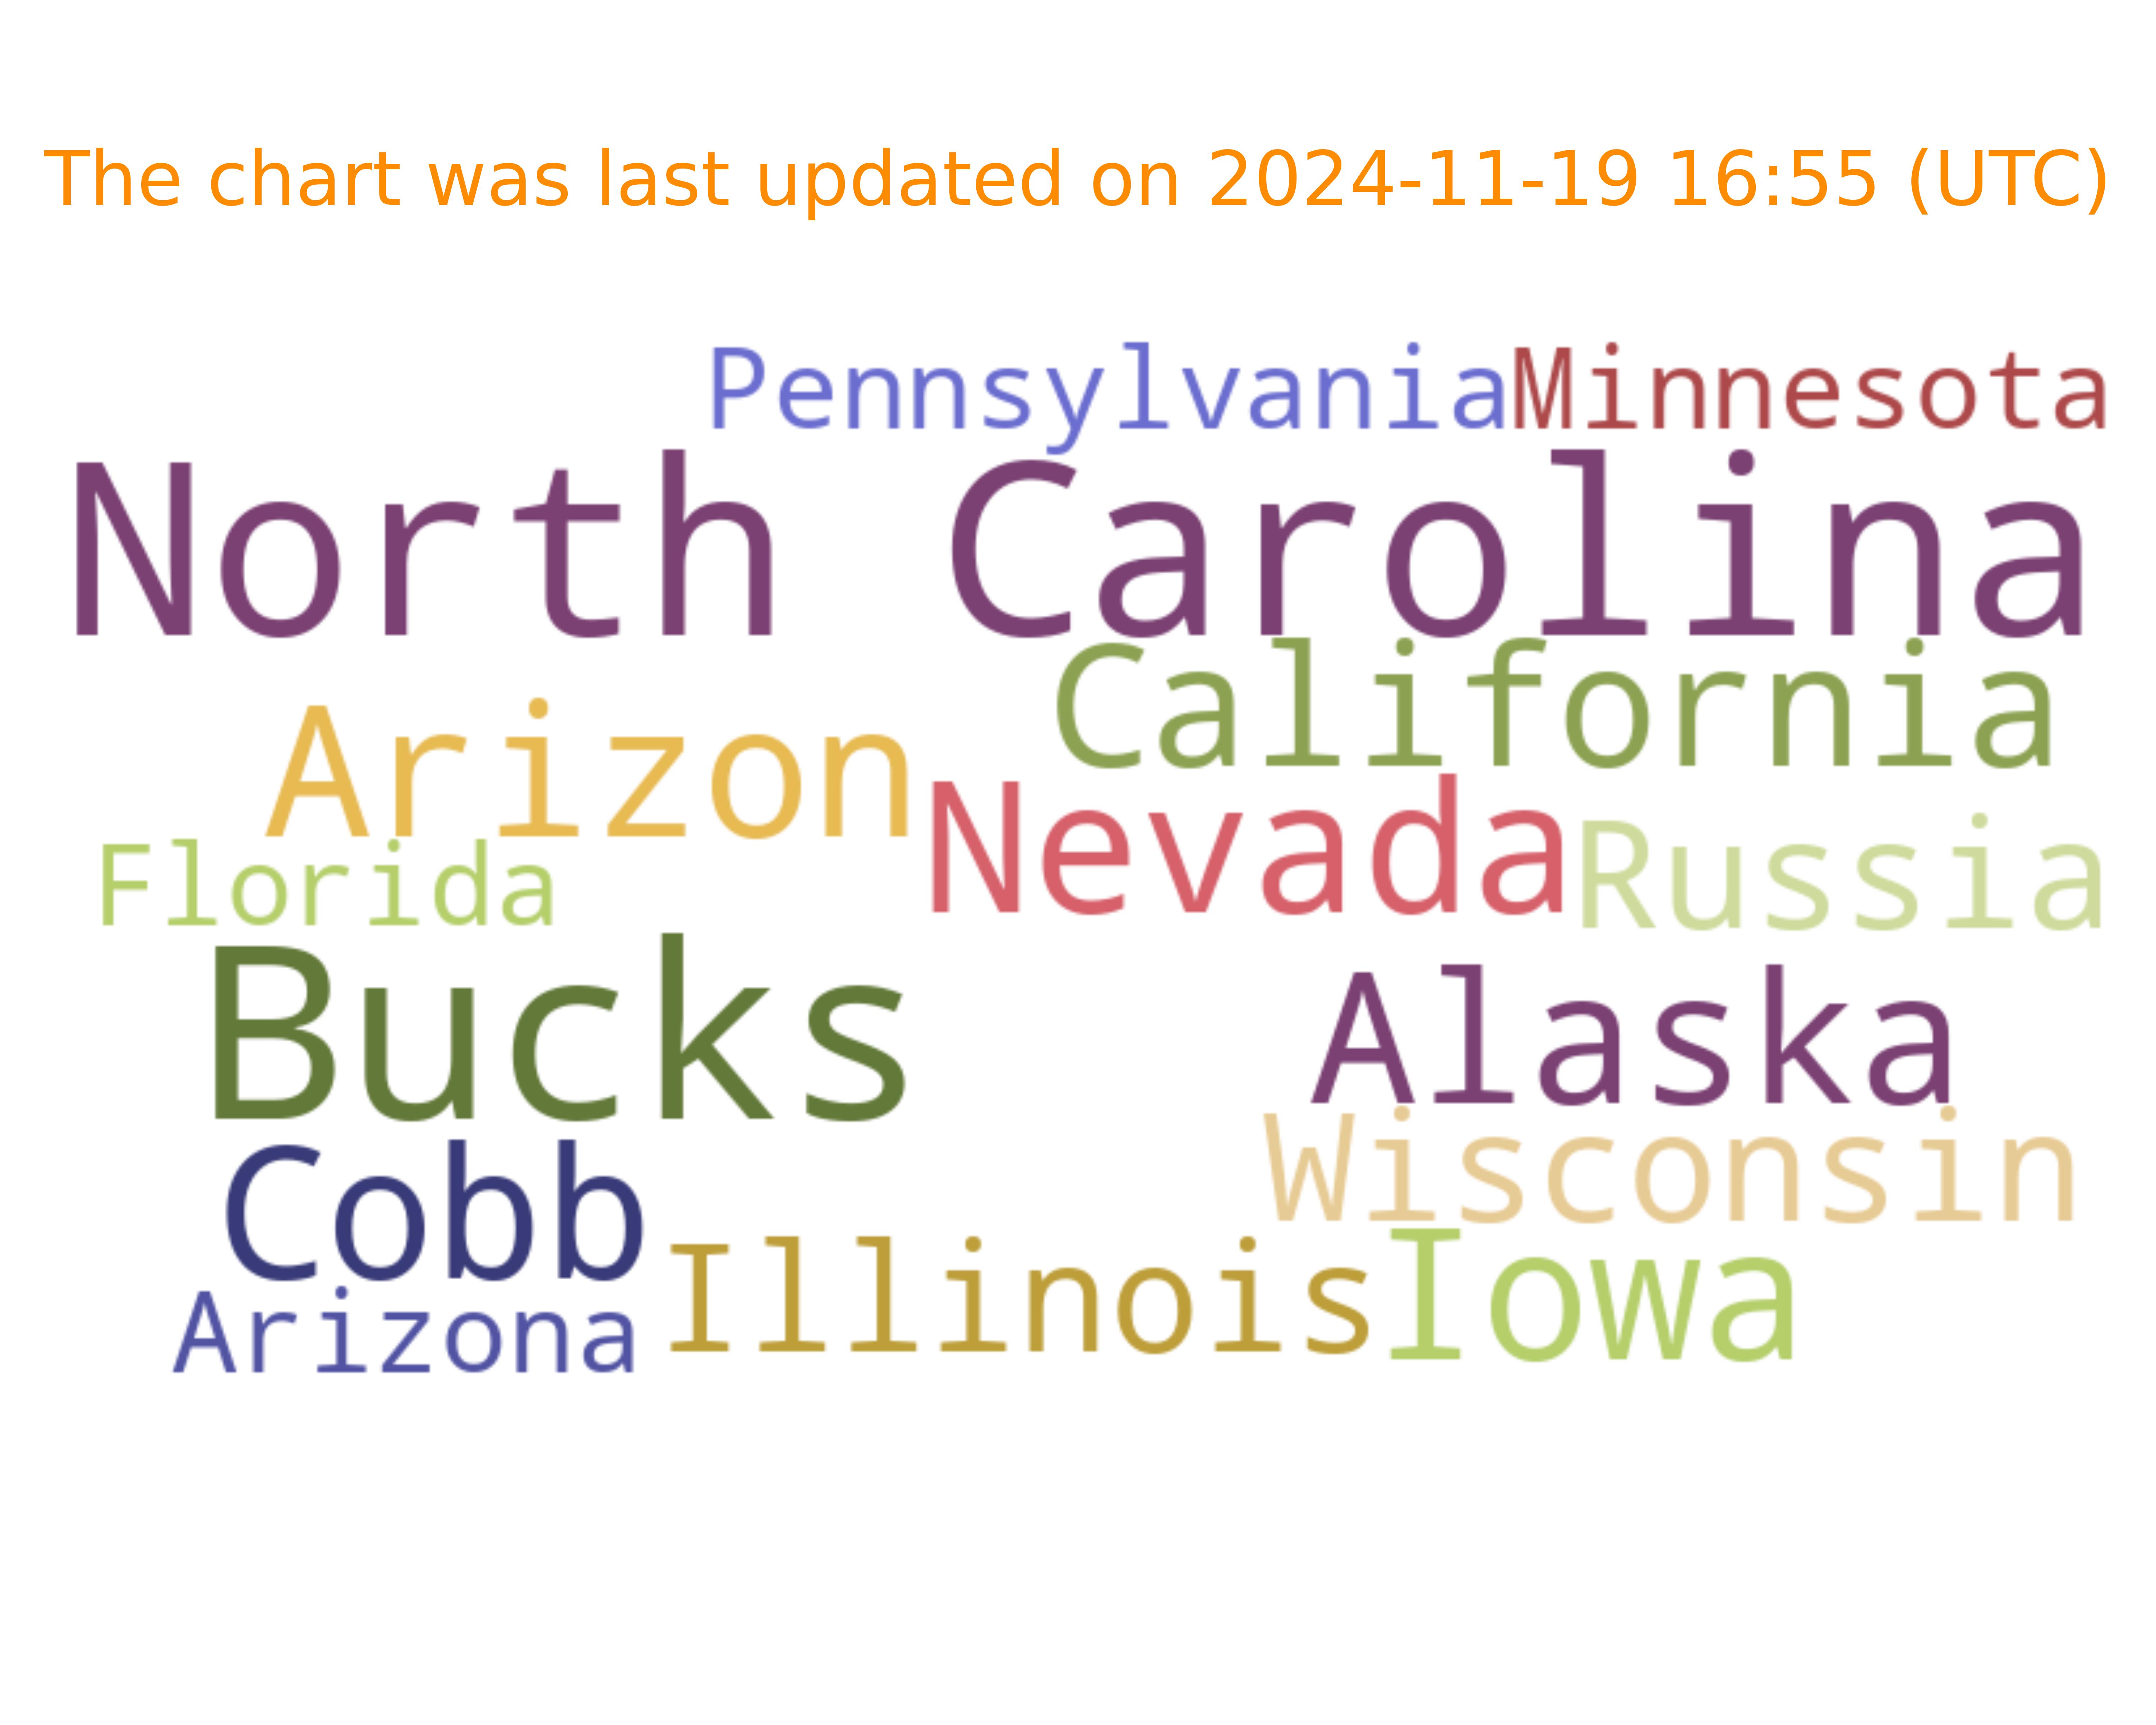 The chart was last updated on 2024-11-19 16:55 (UTC)
Pennsylvania Minnesota
North Carolina
California
Arizon
Nevada
Florida
Russia
Bucks
Alaska
Wisconsin
Cobb
Illinois
Iowa
Arizona